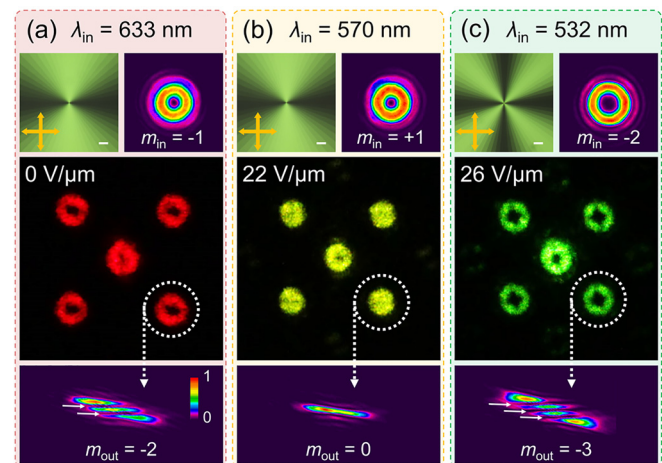 (a) λin = 633 nm
min = -1
0 V/μm
1
0
mout = -2
(b) λin = 570 nm
min = +1
22 V/μm
mout = 0
(c) λin = 532 nm
min = -2
26 V/μm
mout = -3